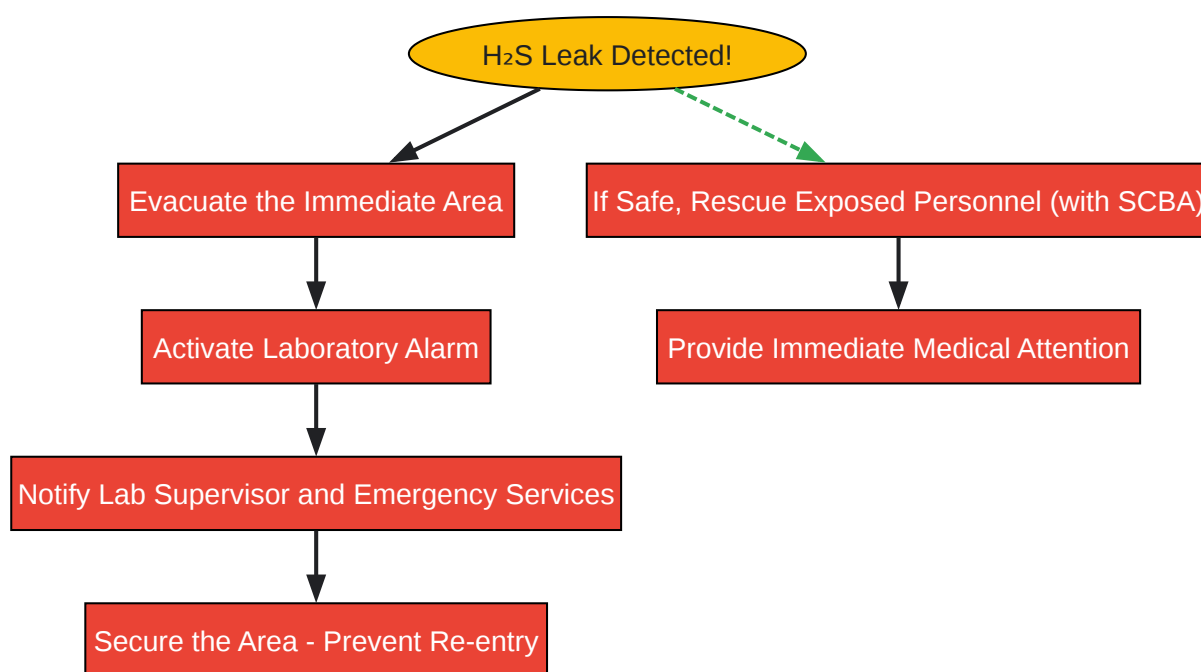 H₂S Leak Detected!
Evacuate the Immediate Area
If Safe, Rescue Exposed Personnel (with SCBA)
Activate Laboratory Alarm
Provide Immediate Medical Attention
Notify Lab Supervisor and Emergency Services
Secure the Area - Prevent Re-entry